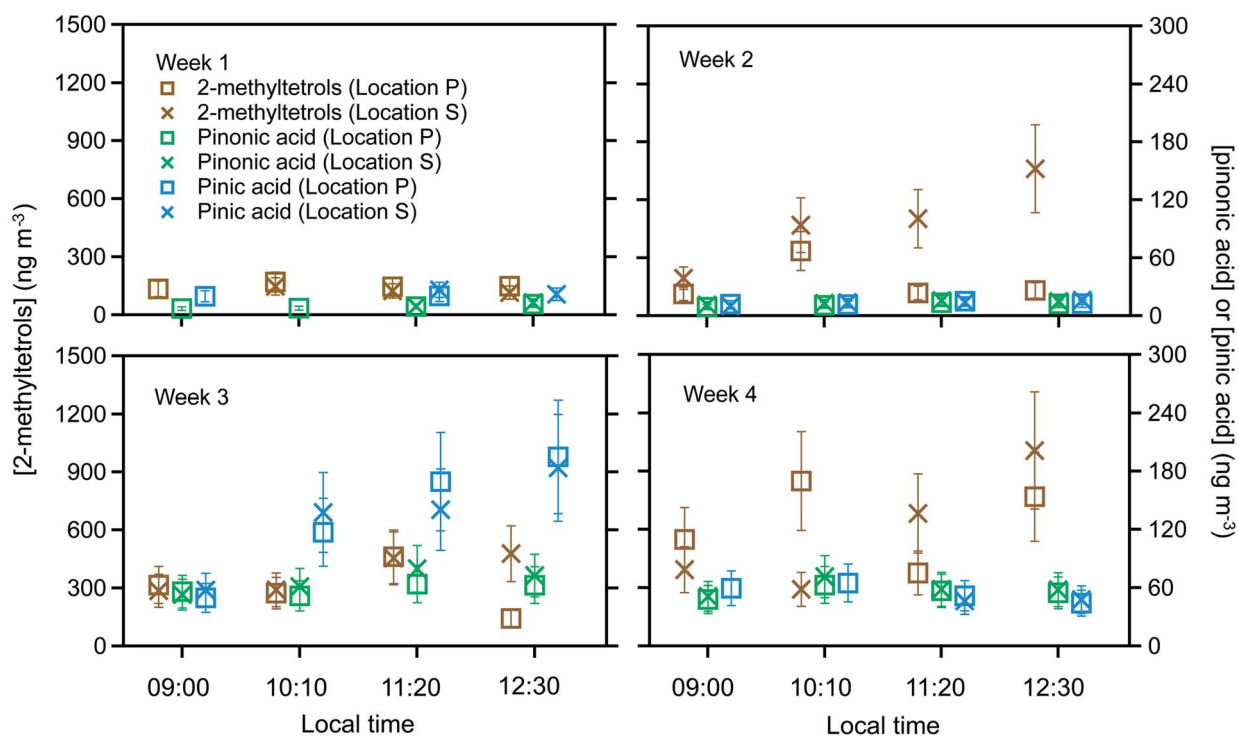 1500
1200
900
600
300
0
Week 1
2-methyltetrols (Location P)
2-methyltetrols (Location S)
Pinonic acid (Location P)
Pinonic acid (Location S)
Pinic acid (Location P)
Pinic acid (Location S)
Week 2
300
240
180
120
60
0
[2-methyltetrols] (ng m⁻³)
[pinonic acid] or [pinic acid] (ng m⁻³)
1500
1200
900
600
300
0
Week 3
Week 4
300
240
180
120
60
0
09:00 10:10 11:20 12:30
Local time
09:00 10:10 11:20 12:30
Local time